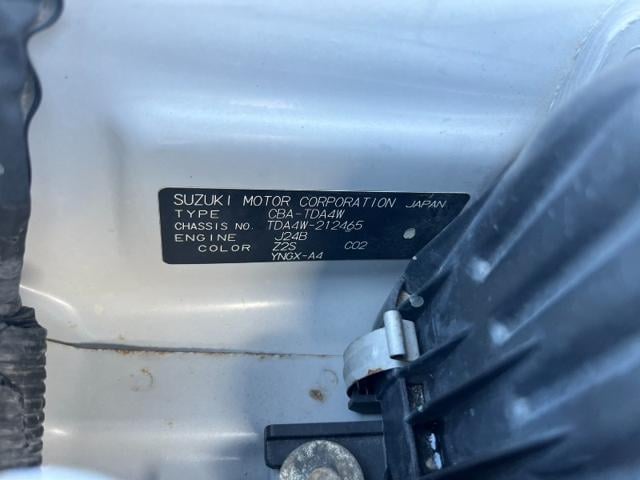 SUZUKI MOTOR CORPORATION JAPAN
TYPE CBA-TDA4W
CHASSIS NO. TDA4W-212465
ENGINE J24B
COLOR Z2S C02
YNGX-A4